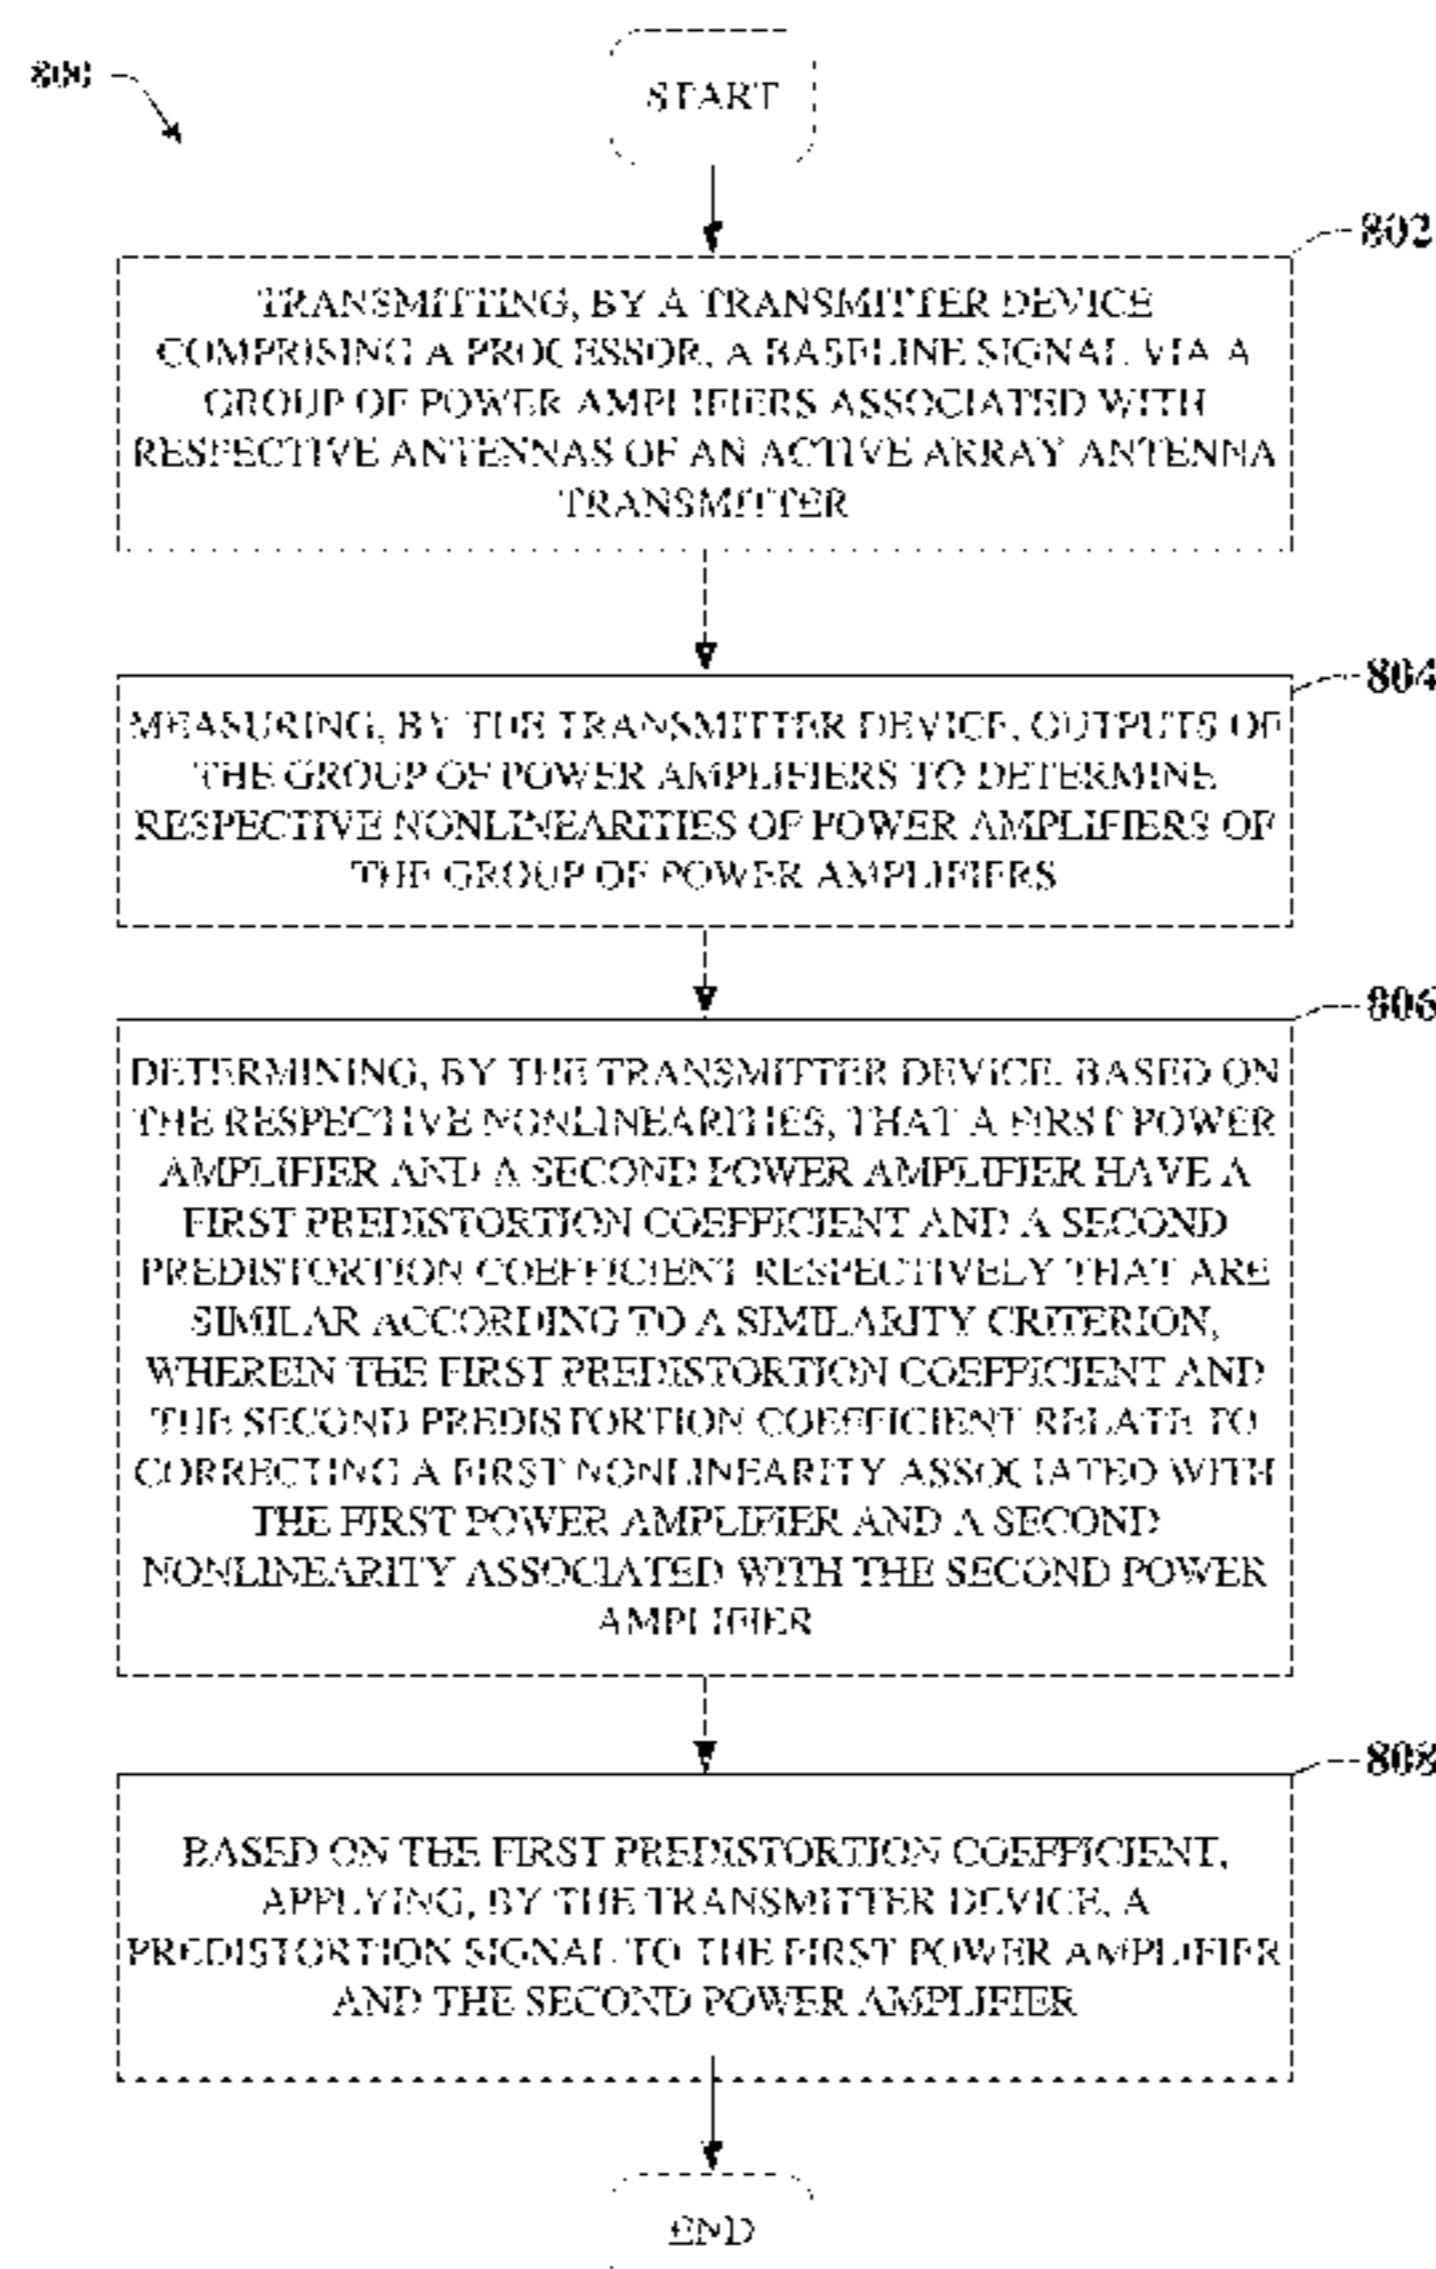 800
START
802
TRANSMITTING, BY A TRANSMITTER DEVICE
COMPRISING A PROCESSOR, A BASELINE SIGNAL VIA A
GROUP OF POWER AMPLIFIERS ASSOCIATED WITH
RESPECTIVE ANTENNAS OF AN ACTIVE ARRAY ANTENNA
TRANSMITTER
804
MEASURING, BY THE TRANSMITTER DEVICE, OUTPUTS OF
THE GROUP OF POWER AMPLIFIERS TO DETERMINE
RESPECTIVE NONLINEARITIES OF POWER AMPLIFIERS OF
THE GROUP OF POWER AMPLIFIERS
806
DETERMINING, BY THE TRANSMITTER DEVICE, BASED ON
THE RESPECTIVE NONLINEARITIES, THAT A FIRST POWER
AMPLIFIER AND A SECOND POWER AMPLIFIER HAVE A
FIRST PREDISTORTION COEFFICIENT AND A SECOND
PREDISTORTION COEFFICIENT RESPECTIVELY THAT ARE
SIMILAR ACCORDING TO A SIMILARITY CRITERION,
WHEREIN THE FIRST PREDISTORTION COEFFICIENT AND
THE SECOND PREDISTORTION COEFFICIENT RELATE TO
CORRECTING A FIRST NONLINEARITY ASSOCIATED WITH
THE FIRST POWER AMPLIFIER AND A SECOND
NONLINEARITY ASSOCIATED WITH THE SECOND POWER
AMPLIFIER
808
BASED ON THE FIRST PREDISTORTION COEFFICIENT,
APPLYING, BY THE TRANSMITTER DEVICE, A
PREDISTORTION SIGNAL TO THE FIRST POWER AMPLIFIER
AND THE SECOND POWER AMPLIFIER
END